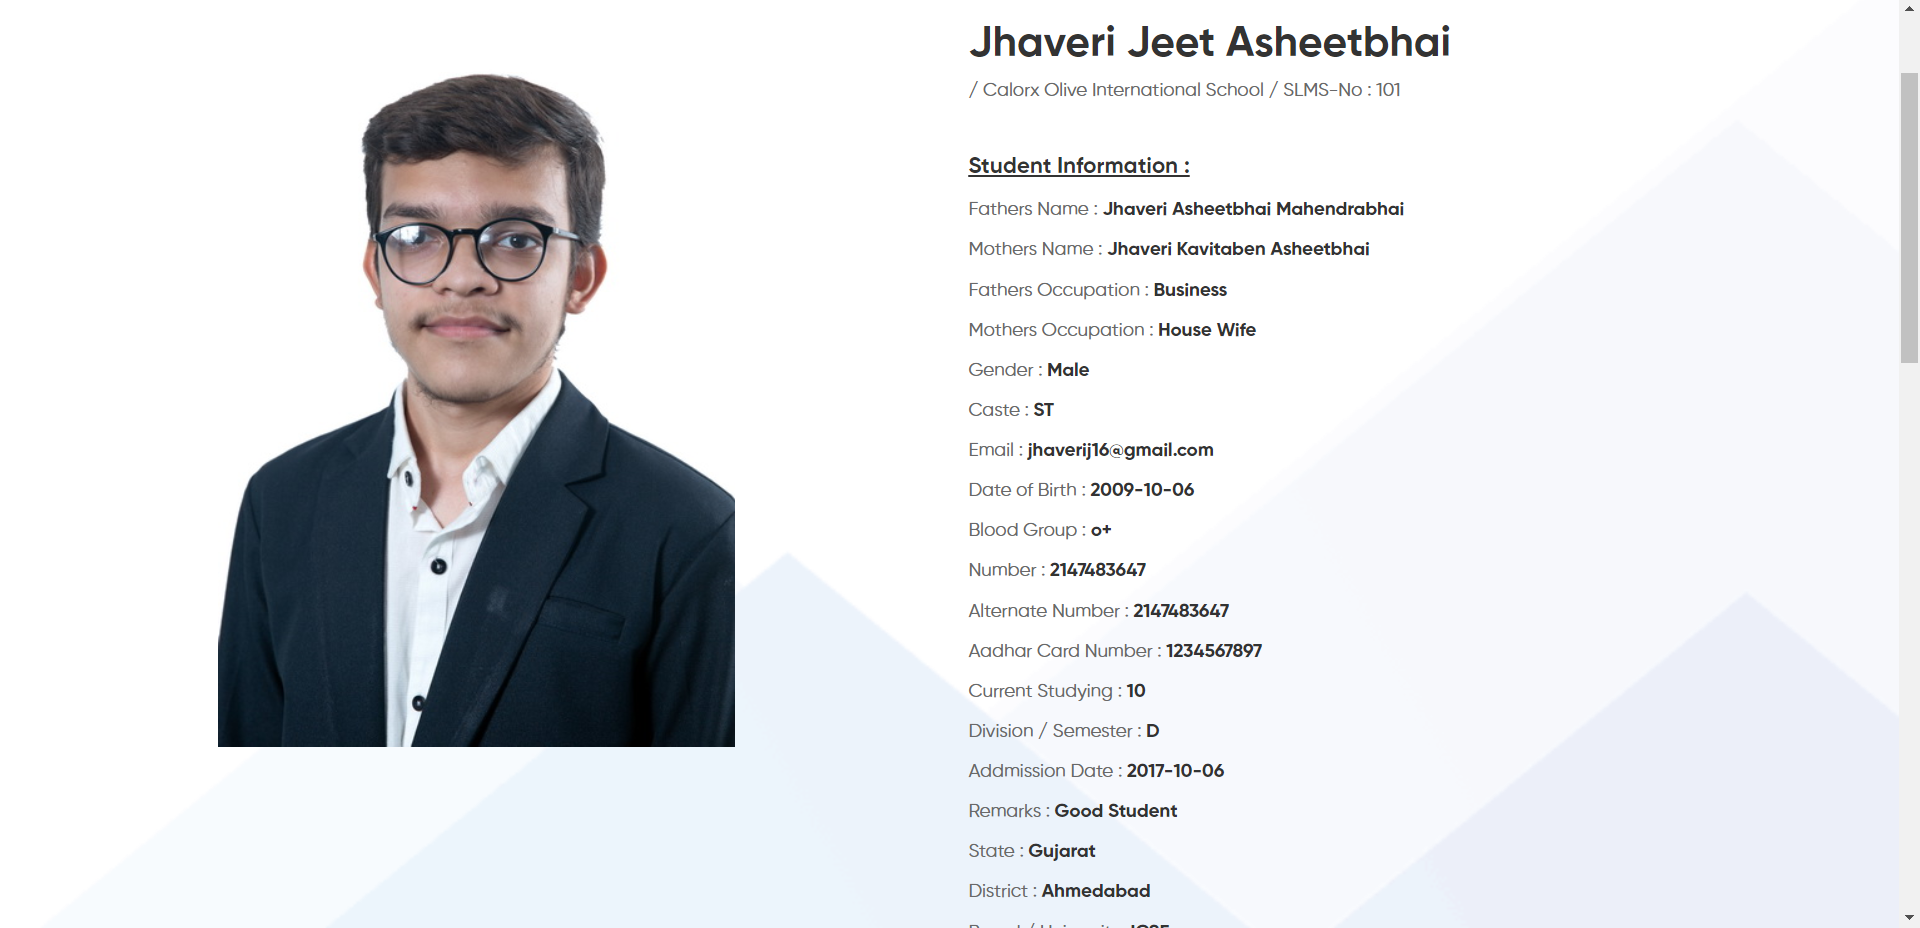 Jhaveri Jeet Asheetbhai
/ Calorx Olive International School / SLMS-No : 101
Student Information :
Fathers Name : Jhaveri Asheetbhai Mahendrabhai
Mothers Name : Jhaveri Kavitaben Asheetbhai
Fathers Occupation : Business
Mothers Occupation : House Wife
Gender : Male
Caste : ST
Email : jhaverij16@gmail.com
Date of Birth : 2009-10-06
Blood Group : o+
Number : 2147483647
Alternate Number : 2147483647
Aadhar Card Number : 1234567897
Current Studying : 10
Division / Semester : D
Addmission Date : 2017-10-06
Remarks : Good Student
State : Gujarat
District : Ahmedabad